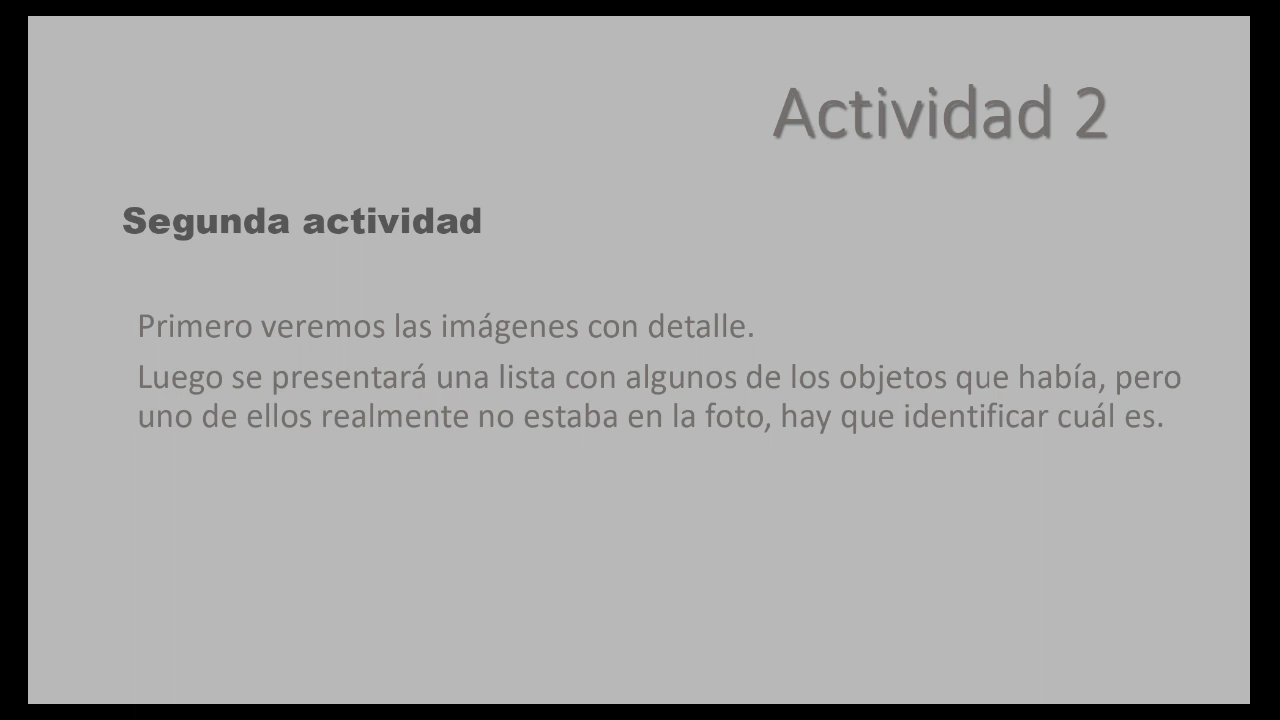 Actividad 2
Segunda actividad
Primero veremos las imágenes con detalle.
Luego se presentará una lista con algunos de los objetos que había, pero
uno de ellos realmente no estaba en la foto, hay que identificar cuál es.